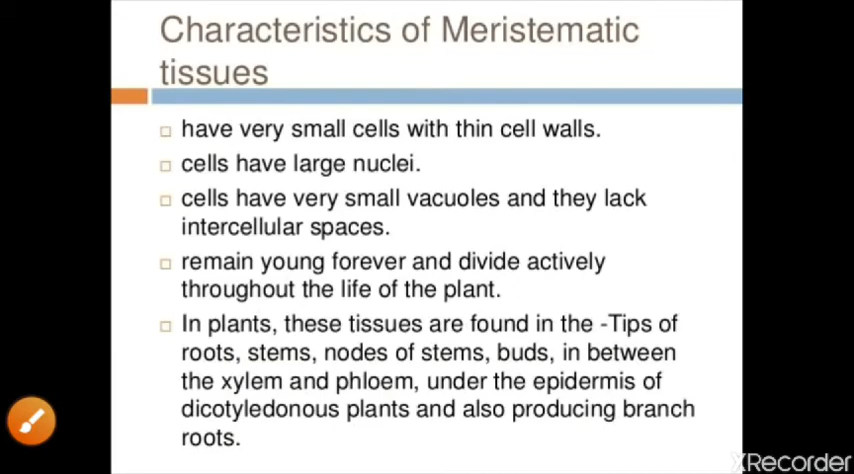 Characteristics of Meristematic
tissues
have very small cells with thin cell walls.
cells have large nuclei.
cells have very small vacuoles and they lack
intercellular spaces.
remain young forever and divide actively
throughout the life of the plant.
In plants, these tissues are found in the -Tips of
roots, stems, nodes of stems, buds, in between
the xylem and phloem, under the epidermis of
dicotyledonous plants and also producing branch
roots.
XRecorder